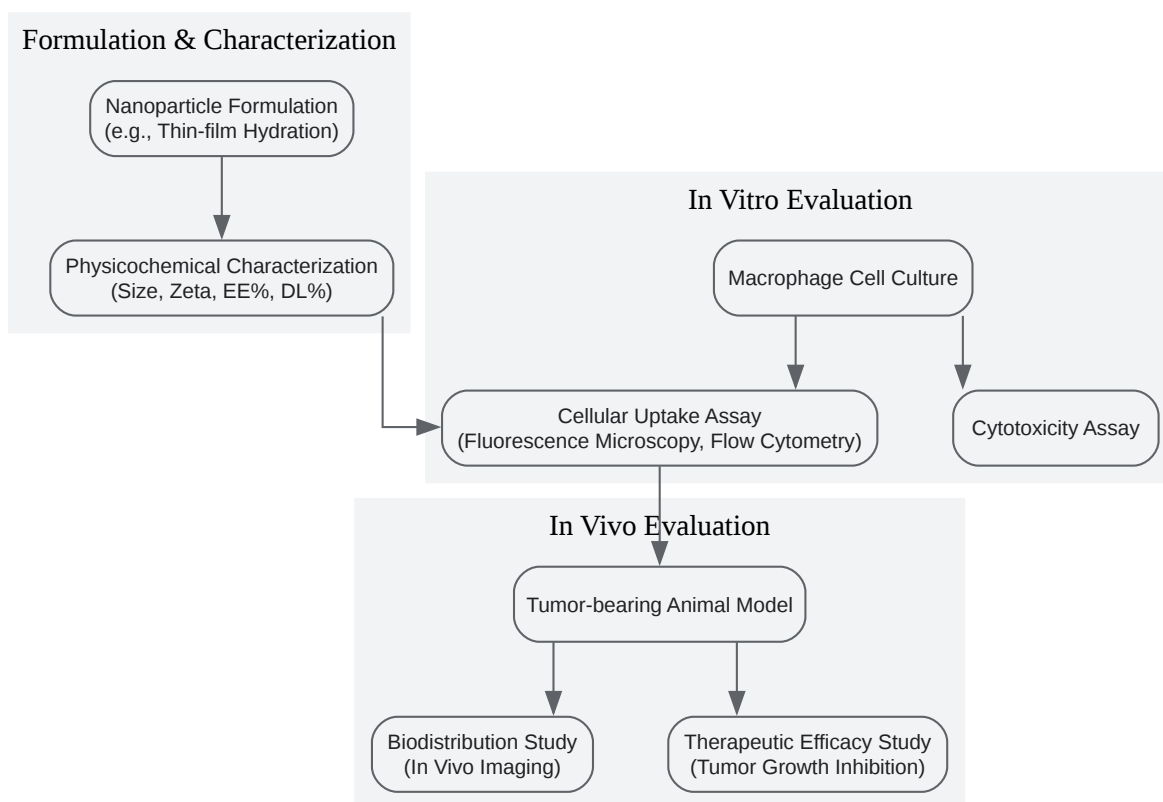 Formulation & Characterization
Nanoparticle Formulation
(e.g., Thin-film Hydration)
Physicochemical Characterization
(Size, Zeta, EE%, DL%)
In Vitro Evaluation
Macrophage Cell Culture
Cellular Uptake Assay
(Fluorescence Microscopy, Flow Cytometry)
Cytotoxicity Assay
In Vivo Evaluation
Tumor-bearing Animal Model
Biodistribution Study
(In Vivo Imaging)
Therapeutic Efficacy Study
(Tumor Growth Inhibition)